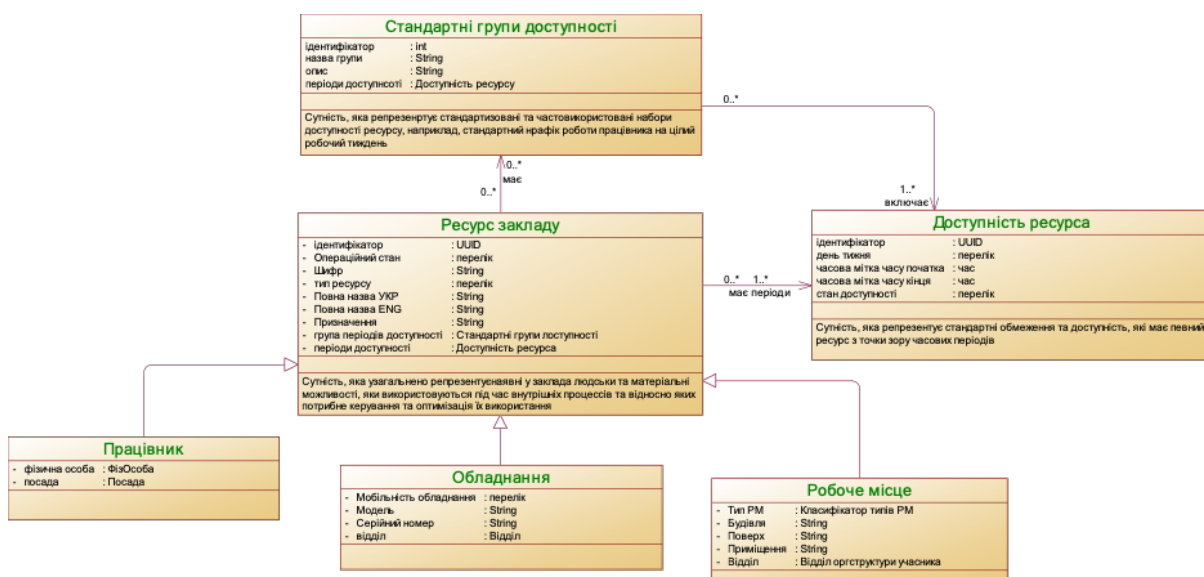 Стандартні групи доступності
ідентифікатор : int
назва групи : String
опис : String
періоди доступнсоті : Доступність ресурсу
Сутність, яка репрезенртує стандартизовані та частовикористовані набори
доступності ресурсу, наприклад, стандартний нрафік роботи працівника на цілий
робочий тиждень
0..*
0..*
має
0..*
1..*
включає
Ресурс закладу
- ідентифікатор : UUID
- Операційний стан : перелік
- Шифр : String
- тип ресурсу : перелік
- Повна назва УКР : String
- Повна назва ENG : String
- Призначення : String
- група періодів доступності : Стандартні групи лоступності
- періоди доступності : Доступність ресурса
Сутність, яка узагальнено репрезентуєнаявні у заклада людськи та матеріальні
можливості, яки використовуються під час внутрішніх процессів та відносно яких
потрибне керування та оптимізація їх використання
0..* 1..*
має періоди
Доступність ресурса
ідентифікатор : UUID
день тижня : перелік
часова мітка часу початка : час
часова мітка часу кінця : час
стан доступності : перелік
Сутність, яка репрезентує стандартні обмеження та доступність, які має певний
ресурс з точки зору часових періодів
Працівник
- фізична особа : ФізОсоба
- посада : Посада
Обладнання
- Мобільність обладнання : перелік
- Модель : String
- Серійний номер : String
- відділ : Відділ
Робоче місце
- Тип РМ : Класифікатор типів РМ
- Будівля : String
- Поверх : String
- Приміщення : String
- Відділ : Відділ оргструктури учасника